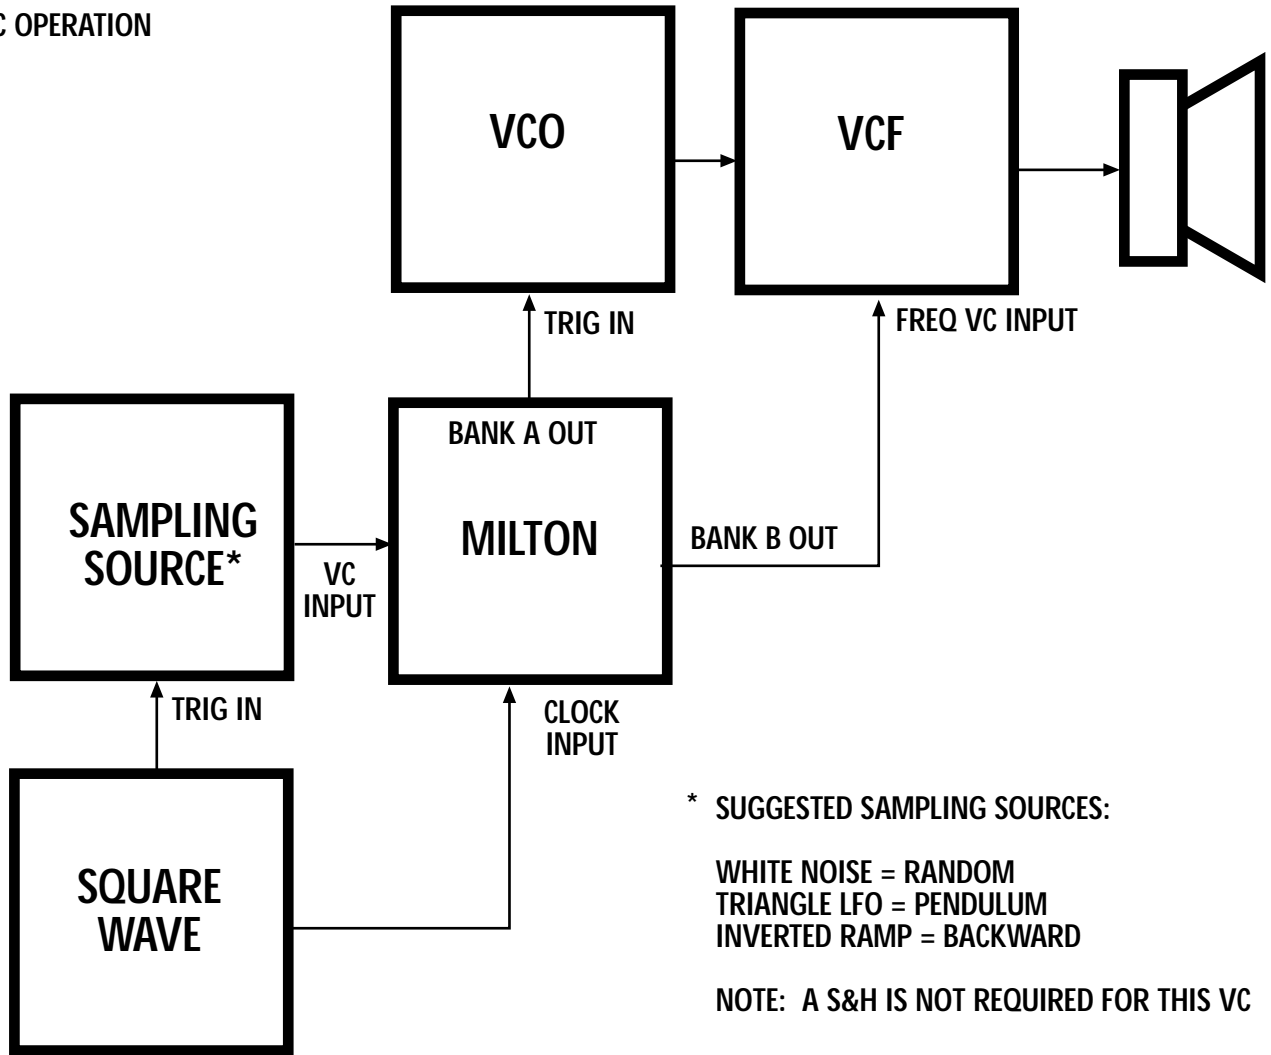 C OPERATION
VCO
VCF
TRIG IN
FREQ VC INPUT
BANK A OUT
SAMPLING
SOURCE*
MILTON
BANK B OUT
VC
INPUT
TRIG IN
CLOCK
INPUT
SQUARE
WAVE
* SUGGESTED SAMPLING SOURCES:
WHITE NOISE = RANDOM
TRIANGLE LFO = PENDULUM
INVERTED RAMP = BACKWARD
NOTE: A S&H IS NOT REQUIRED FOR THIS VC